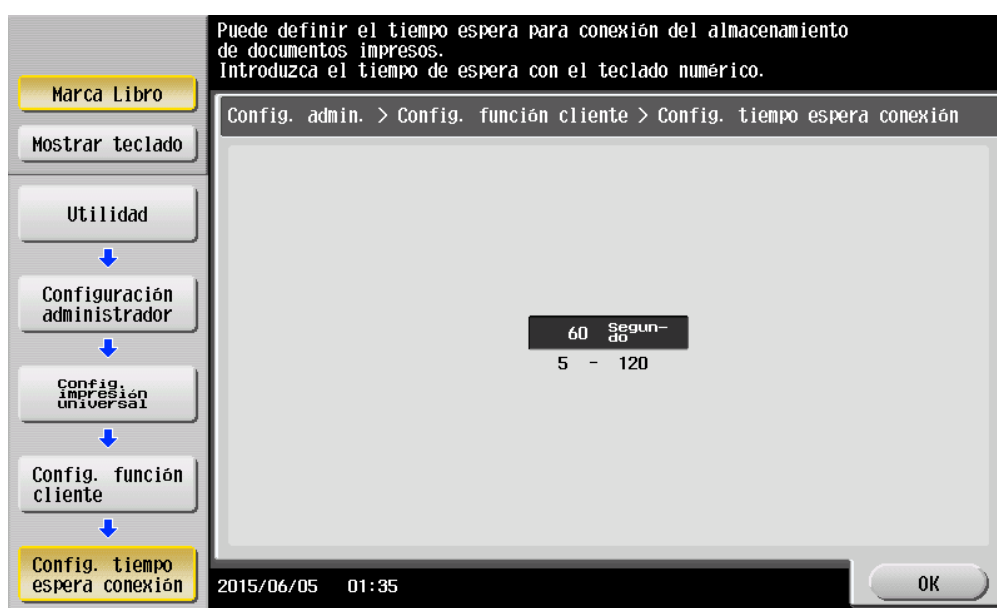 Puede definir el tiempo espera para conexión del almacenamiento
de documentos impresos.
Introduzca el tiempo de espera con el teclado numérico.
Marca Libro
Mostrar teclado
Config. admin. > Config. función cliente > Config. tiempo espera conexión
Utilidad
Configuración
administrador
Config.
impresión
universal
Config. función
cliente
Config. tiempo
espera conexión
60 Segun-
do
5 - 120
2015/06/05 01:35
OK